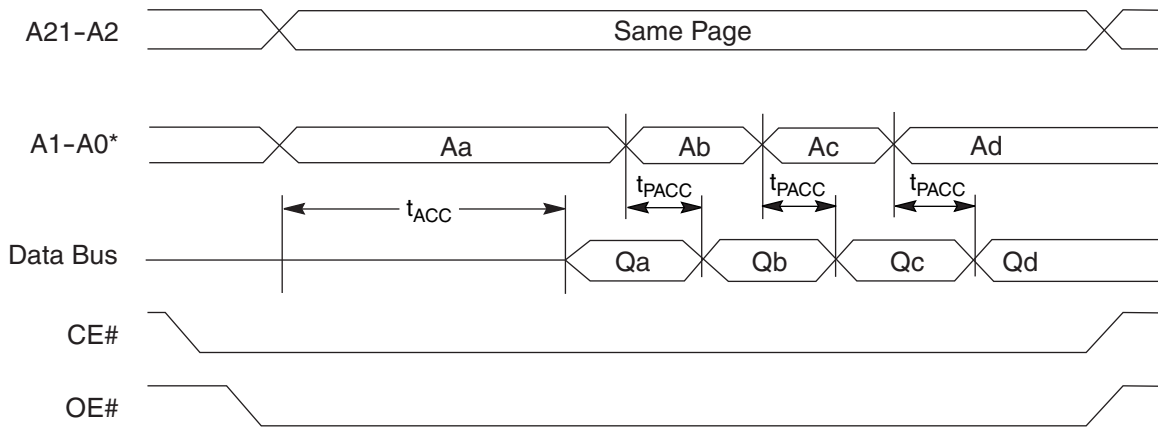 A21-A2
Same Page
A1-A0*
Aa
Ab
Ac
Ad
tACC
tPACC
tPACC
tPACC
Data Bus
Qa
Qb
Qc
Qd
CE#
OE#